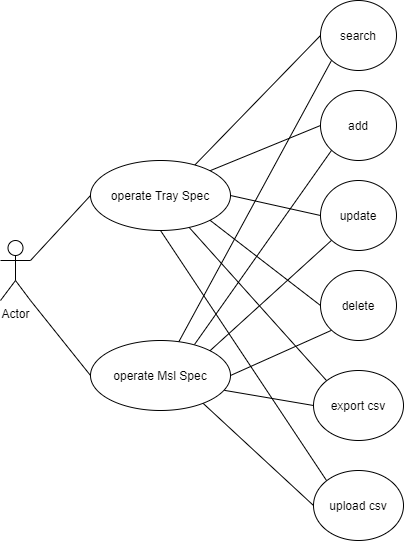 search
add
operate Tray Spec
update
delete
Actor
operate Msl Spec
export csv
upload csv